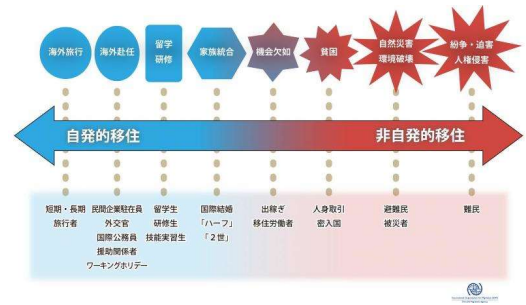 海外旅行
海外赴任
留学
研修
家族統合
機会欠如
貧困
自然災害
環境破壊
紛争・迫害
人権侵害
自発的移住
非自発的移住
短期・長期
旅行者
民間企業駐在員
外交官
国際公務員
援助関係者
ワーキングホリデー
留学生
研修生
技能実習生
国際結婚
「ハーフ」
「2世」
出稼ぎ
移住労働者
人身取引
密入国
避難民
被災者
難民